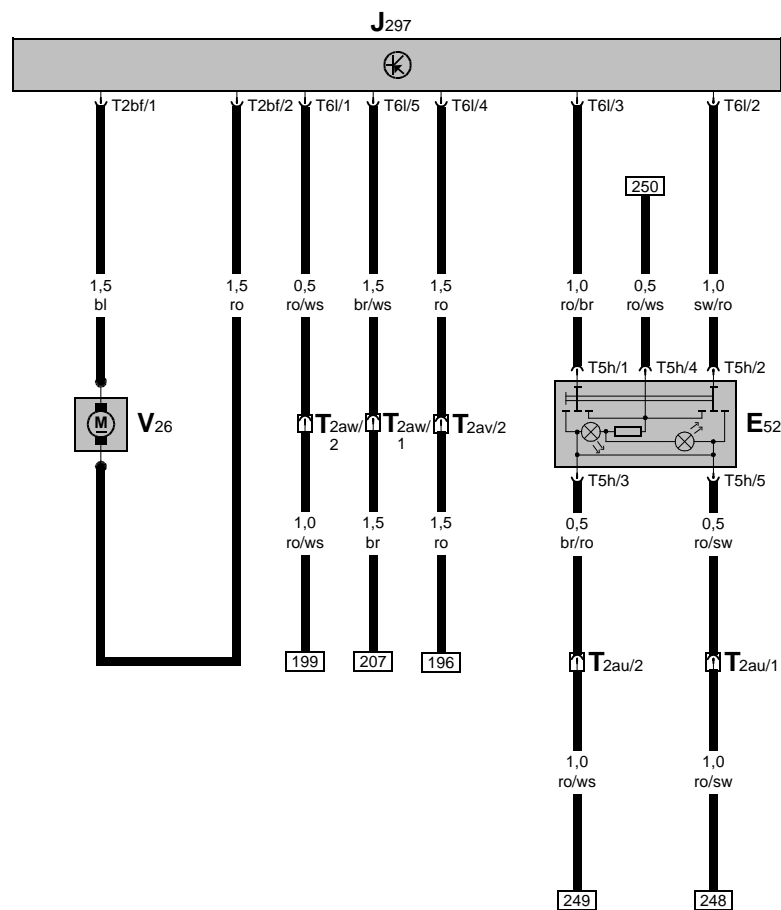 J297
T2bf/1 T2bf/2 T6l/1 T6l/5 T6l/4 T6l/3 T6l/2
250
1,5 1,5 0,5 1,5 1,5 1,0 0,5 1,0
bl ro ro/ws br/ws ro ro/br ro/ws sw/ro
T5h/1 T5h/4 T5h/2
M V26 T2aw/ T2aw/ T2av/2 E52
2 1
T5h/3 T5h/5
1,0 1,5 1,5 0,5 0,5
ro/ws br ro br/ro ro/sw
199 207 196 T2au/2 T2au/1
1,0 1,0
ro/ws ro/sw
249 248